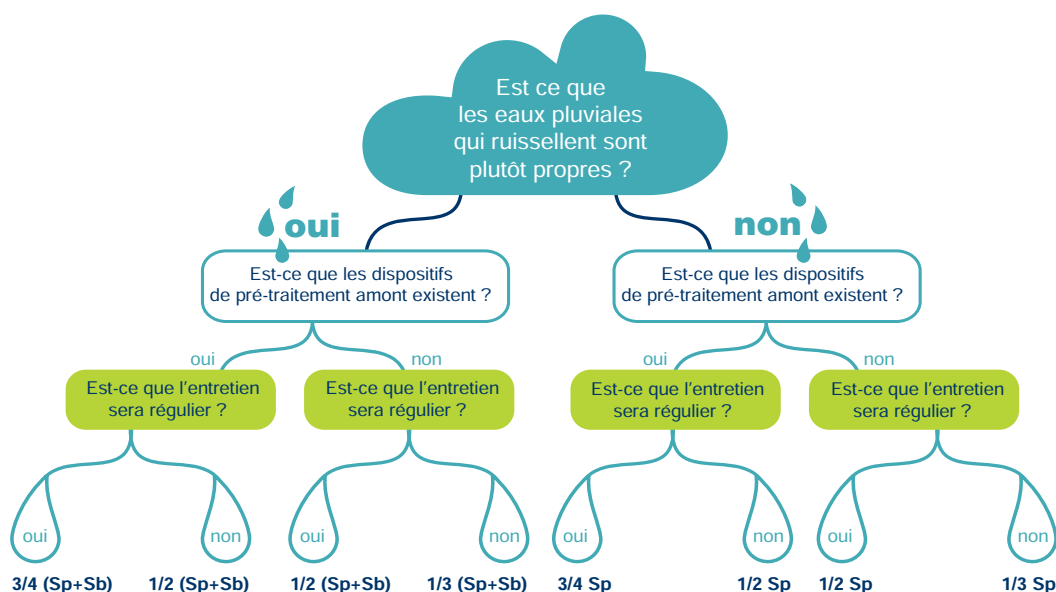 Est ce que
les eaux pluviales
qui ruissellent sont
plutôt propres ?
oui
non
Est-ce que les dispositifs
de pré-traitement amont existent ?
Est-ce que les dispositifs
de pré-traitement amont existent ?
oui
non
oui
non
Est-ce que l'entretien
sera régulier ?
Est-ce que l'entretien
sera régulier ?
Est-ce que l'entretien
sera régulier ?
Est-ce que l'entretien
sera régulier ?
oui
non
oui
non
oui
non
oui
non
3/4 (Sp+Sb)
1/2 (Sp+Sb)
1/2 (Sp+Sb)
1/3 (Sp+Sb)
3/4 Sp
1/2 Sp
1/2 Sp
1/3 Sp